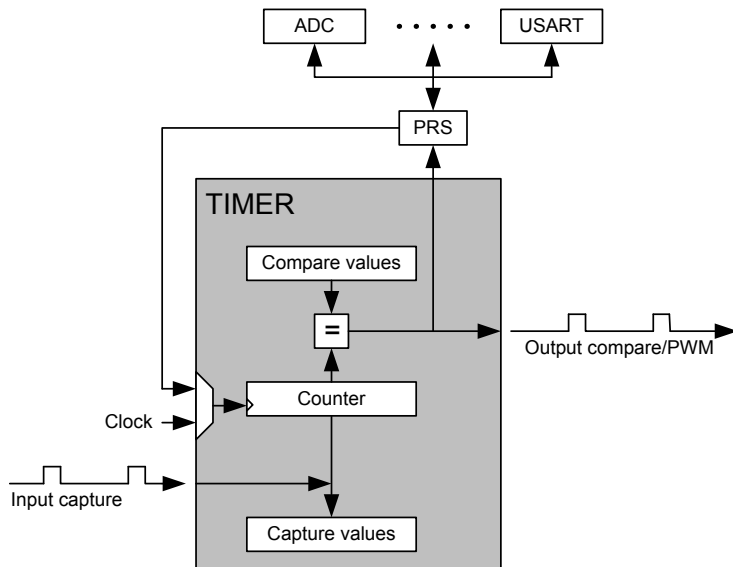 ADC
USART
PRS
TIMER
Compare values
=
Output compare/PWM
Counter
Clock
Input capture
Capture values